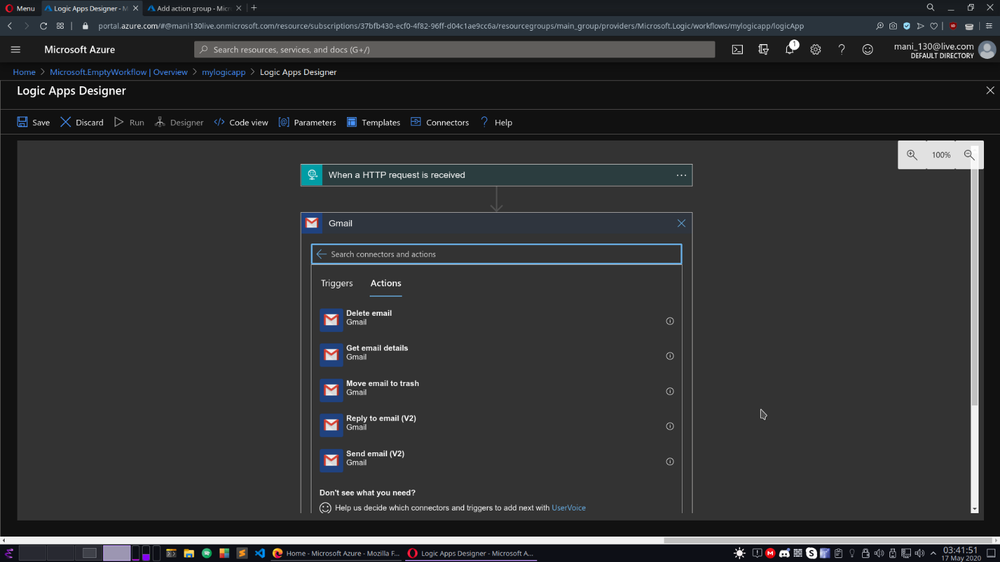 Menu
Logic Apps Designer - M
Add action group - Micr
portal.azure.com/#@mani130live.onmicrosoft.com/resource/subscriptions/37bfb430-ecf0-4f82-96ff-d04c1ae9cc6a/resourcegroups/main_group/providers/Microsoft.Logic/workflows/mylogicapp/logicApp
Microsoft Azure
Search resources, services, and docs (G+/)
1
mani_130@live.com
DEFAULT DIRECTORY
Home > Microsoft.EmptyWorkflow | Overview > mylogicapp > Logic Apps Designer
Logic Apps Designer
Save
Discard
Run
Designer
Code view
Parameters
Templates
Connectors
Help
100%
When a HTTP request is received
Gmail
Search connectors and actions
Triggers
Actions
Delete email
Gmail
Get email details
Gmail
Move email to trash
Gmail
Reply to email (V2)
Gmail
Send email (V2)
Gmail
Don't see what you need?
Help us decide which connectors and triggers to add next with UserVoice
Home - Microsoft Azure - Mozilla F...
Logic Apps Designer - Microsoft A...
03:41:51
17 May 2020